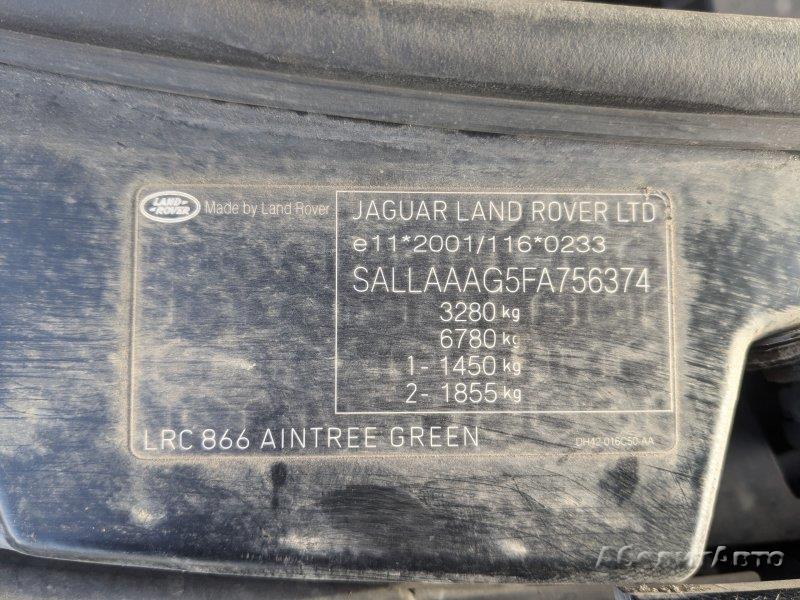 LAND-
ROVER
Made by Land Rover
JAGUAR LAND ROVER LTD
e11*2001/116*0233
SALLAAAG5FA756374
3280 kg
6780 kg
1- 1450 kg
2- 1855 kg
LRC 866 AINTREE GREEN
DH42-016C50-AA
АбсолютАвто